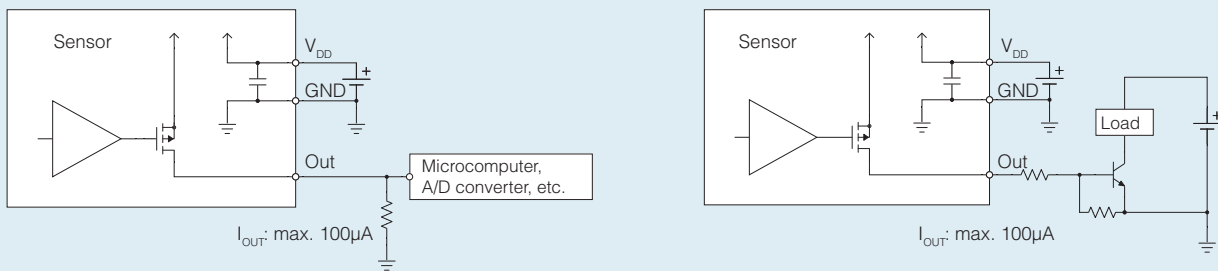 Sensor
V_DD
+
GND
Out
Microcomputer,
A/D converter, etc.
I_OUT: max. 100µA
Sensor
V_DD
+
GND
Load
+
Out
I_OUT: max. 100µA